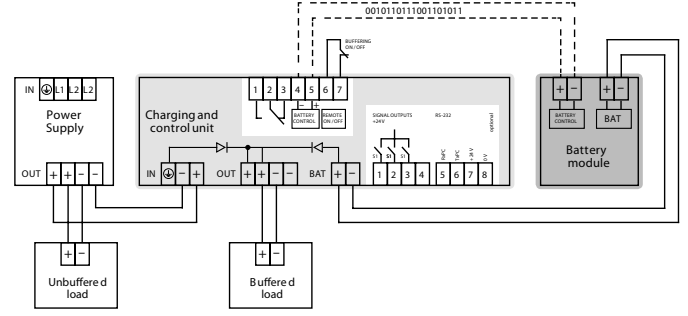 0010110111001101011
BUFFERING
ON / OFF
IN L1 L2 L2
Power
Supply
OUT + + − −
Charging and
control unit
1 2 3 4 5 6 7
− +
BATTERY
CONTROL
REMOTE
ON / OFF
SIGNAL OUTPUTS
+24V
RS-232
optional
S1 S1 S1
RxPC TxPC +24 V 0 V
1 2 3 4 5 6 7 8
IN − +
OUT + + − −
BAT + −
+ − + −
BATTERY
CONTROL
BAT
Battery
module
+ −
Unbuffered
load
+ −
Buffered
load